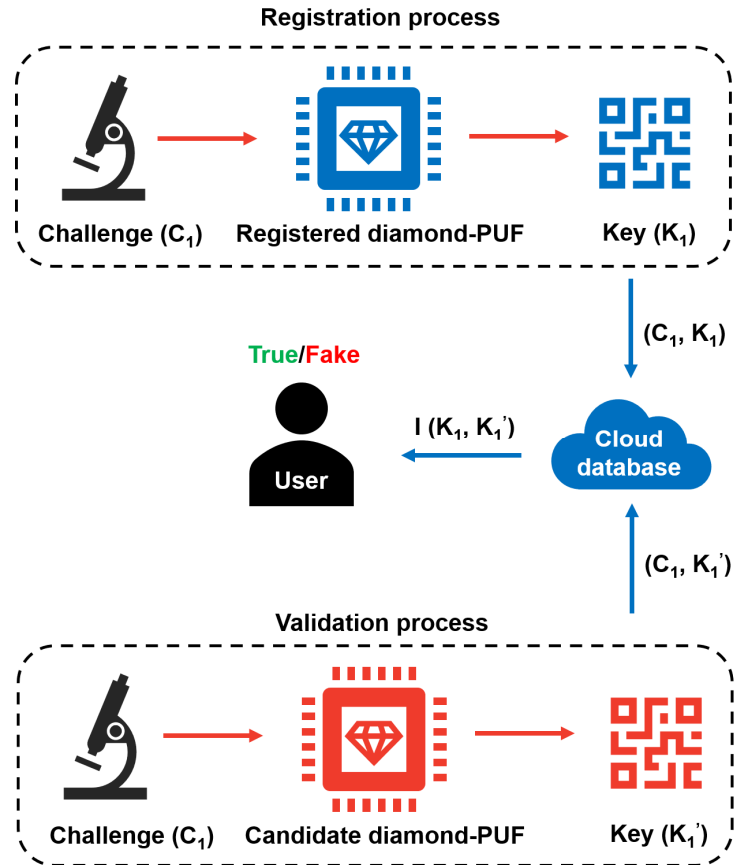 Registration process
Challenge (C₁)
Registered diamond-PUF
Key (K₁)
(C₁, K₁)
True/Fake
I (K₁, K₁’)
Cloud
database
User
(C₁, K₁’)
Validation process
Challenge (C₁)
Candidate diamond-PUF
Key (K₁’)